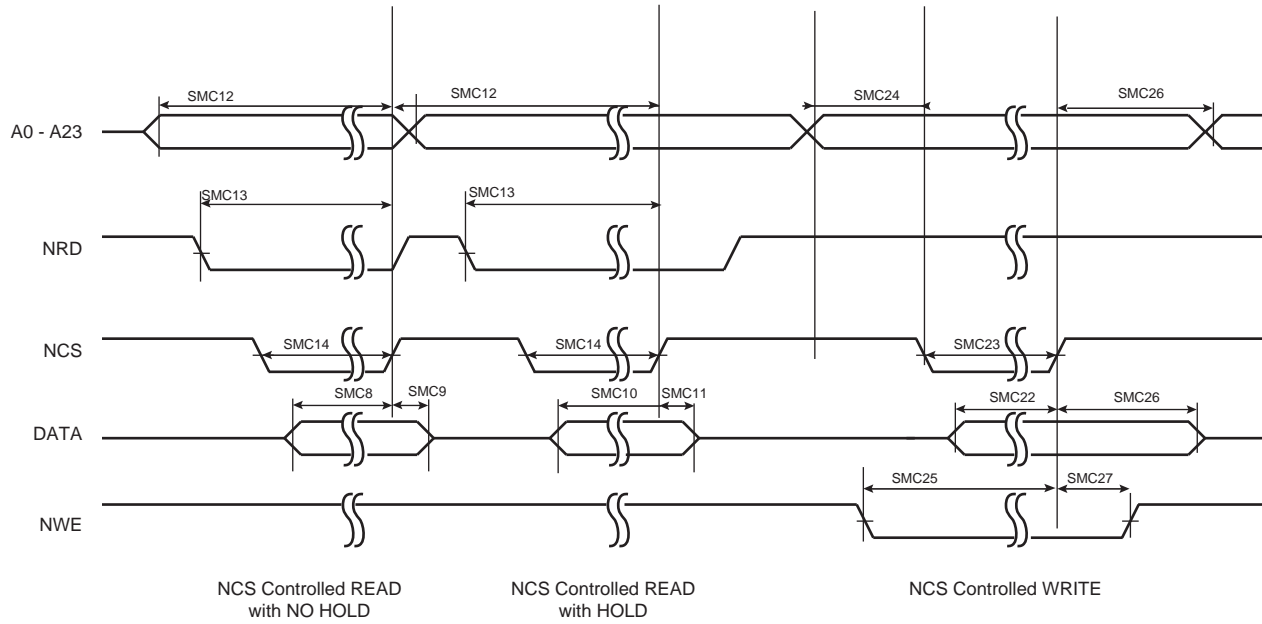 SMC12
SMC12
SMC24
SMC26
A0 - A23
SMC13
SMC13
NRD
NCS
SMC14
SMC14
SMC23
SMC8
SMC9
SMC10
SMC11
SMC22
SMC26
DATA
SMC25
SMC27
NWE
NCS Controlled READ
with NO HOLD
NCS Controlled READ
with HOLD
NCS Controlled WRITE